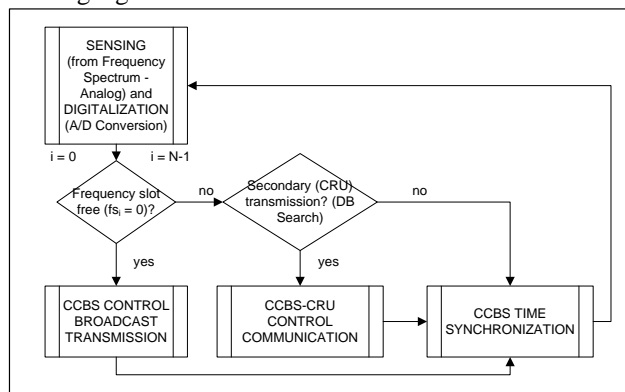 SENSING
(from Frequency
Spectrum -
Analog) and
DIGITALIZATION
(A/D Conversion)
i = 0
i = N-1
Frequency slot
free (fsi = 0)?
no
Secondary (CRU)
transmission? (DB
Search)
no
yes
yes
CCBS CONTROL
BROADCAST
TRANSMISSION
CCBS-CRU
CONTROL
COMMUNICATION
CCBS TIME
SYNCHRONIZATION